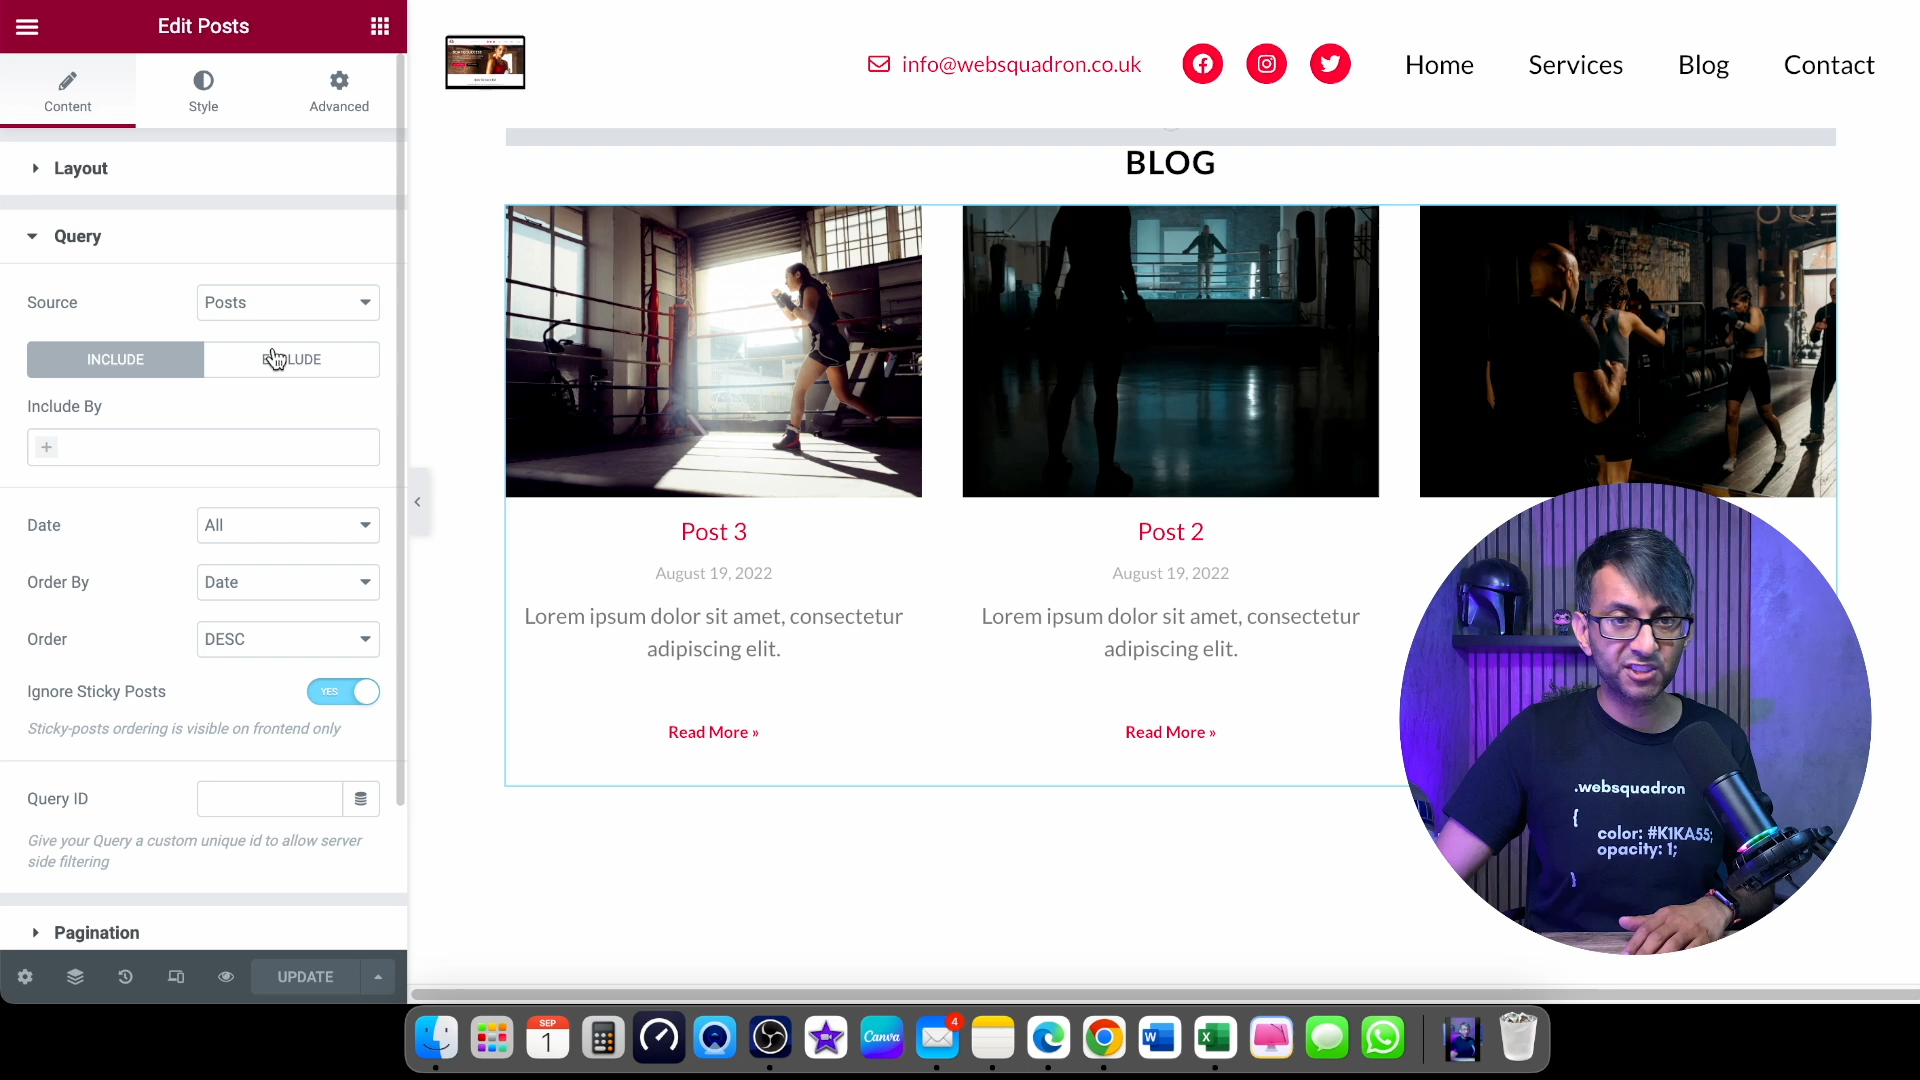 Edit Posts
Content
Style
Advanced
Layout
Query
Source
Posts
INCLUDE
LUDE
Include By
+
Date
All
Order By
Date
Order
DESC
Ignore Sticky Posts
YES
Sticky-posts ordering is visible on frontend only
Query ID
Give your Query a custom unique id to allow server
side filtering
Pagination
UPDATE
info@websquadron.co.uk
Home
Services
Blog
Contact
BLOG
Post 3
August 19, 2022
Lorem ipsum dolor sit amet, consectetur
adipiscing elit.
Read More »
Post 2
August 19, 2022
Lorem ipsum dolor sit amet, consectetur
adipiscing elit.
Read More »
.websquadron
{
color: #K1KA55;
opacity: 1;
}
SEP
1
Canva
4
W
X